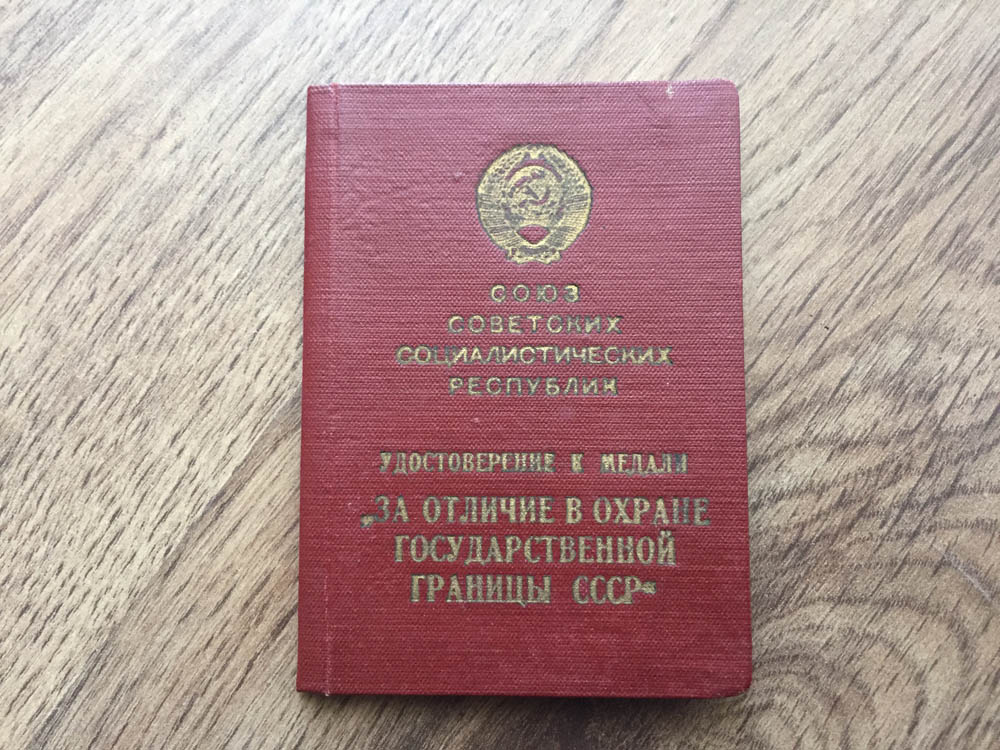 СОЮЗ
СОВЕТСКИХ
СОЦИАЛИСТИЧЕСКИХ
РЕСПУБЛИК
УДОСТОВЕРЕНИЕ К МЕДАЛИ
„ЗА ОТЛИЧИЕ В ОХРАНЕ
ГОСУДАРСТВЕННОЙ
ГРАНИЦЫ СССР“